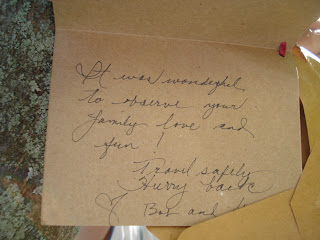 It was wonderful
to observe your
family love and
fun!
Travel safely
Hurry back
Bob and